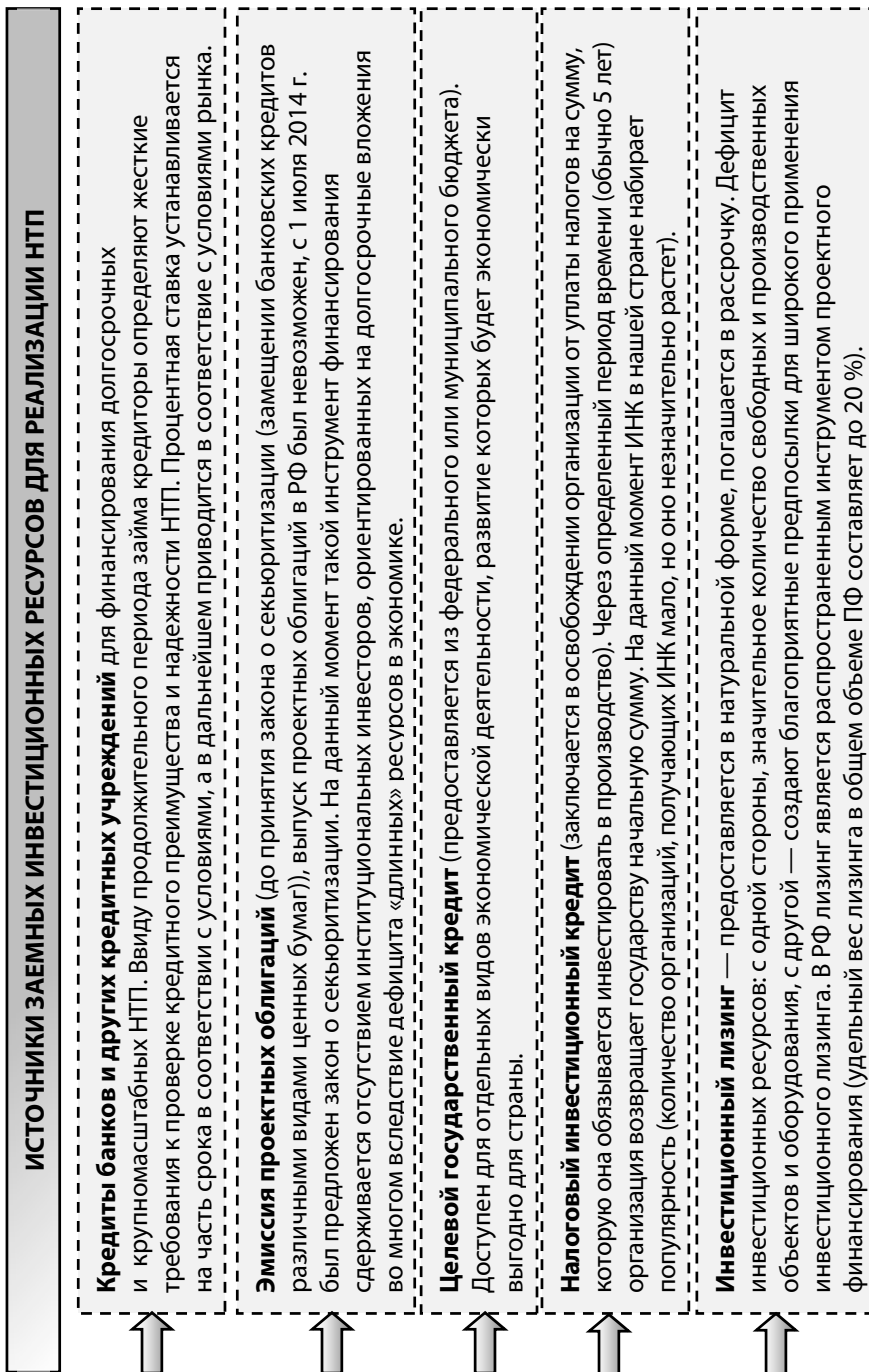 ИСТОЧНИКИ ЗАЕМНЫХ ИНВЕСТИЦИОННЫХ РЕСУРСОВ ДЛЯ РЕАЛИЗАЦИИ НТП
Кредиты банков и других кредитных учреждений для финансирования долгосрочных
и крупномасштабных НТП. Ввиду продолжительного периода займа кредиторы определяют жесткие
требования к проверке кредитного преимущества и надежности НТП. Процентная ставка устанавливается
на часть срока в соответствии с условиями, а в дальнейшем приводится в соответствие с условиями рынка.
Эмиссия проектных облигаций (до принятия закона о секьюритизации (замещении банковских кредитов
различными видами ценных бумаг)), выпуск проектных облигаций в РФ был невозможен, с 1 июля 2014 г.
был предложен закон о секьюритизации. На данный момент такой инструмент финансирования
сдерживается отсутствием институциональных инвесторов, ориентированных на долгосрочные вложения
во многом вследствие дефицита «длинных» ресурсов в экономике.
Целевой государственный кредит (предоставляется из федерального или муниципального бюджета).
Доступен для отдельных видов экономической деятельности, развитие которых будет экономически
выгодно для страны.
Налоговый инвестиционный кредит (заключается в освобождении организации от уплаты налогов на сумму,
которую она обязывается инвестировать в производство). Через определенный период времени (обычно 5 лет)
организация возвращает государству начальную сумму. На данный момент ИНК в нашей стране набирает
популярность (количество организаций, получающих ИНК мало, но оно незначительно растет).
Инвестиционный лизинг — предоставляется в натуральной форме, погашается в рассрочку. Дефицит
инвестиционных ресурсов: с одной стороны, значительное количество свободных и производственных
объектов и оборудования, с другой — создают благоприятные предпосылки для широкого применения
инвестиционного лизинга. В РФ лизинг является распространенным инструментом проектного
финансирования (удельный вес лизинга в общем объеме ПФ составляет до 20 %).